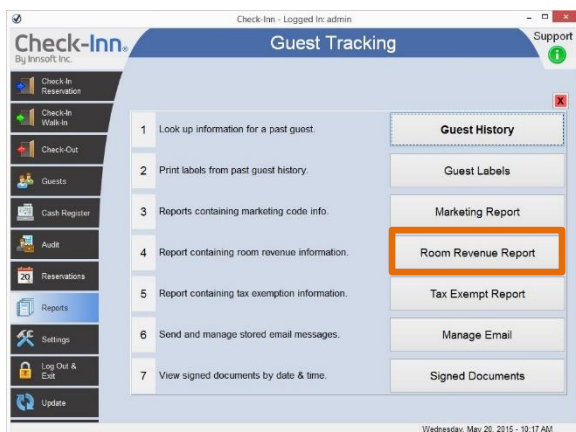 Check-Inn - Logged In: admin
Check-Inn®
By Innsoft Inc.
Guest Tracking
Support
i
X
Check-In
Reservation
Check-In
Walk-In
Check-Out
Guests
Cash Register
Audit
20 Reservations
Reports
Settings
Log Out &
Exit
Update
1 Look up information for a past guest. Guest History
2 Print labels from past guest history. Guest Labels
3 Reports containing marketing code info. Marketing Report
4 Report containing room revenue information. Room Revenue Report
5 Report containing tax exemption information. Tax Exempt Report
6 Send and manage stored email messages. Manage Email
7 View signed documents by date & time. Signed Documents
Wednesday, May 20, 2015 - 10:17 AM